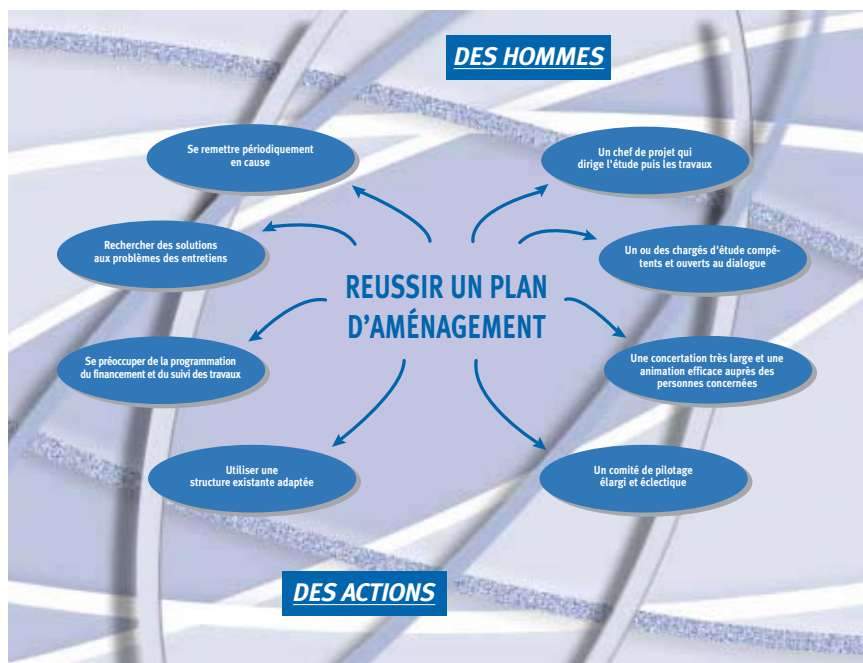 DES HOMMES
Se remettre périodiquement
en cause
Un chef de projet qui
dirige l'étude puis les travaux
Rechercher des solutions
aux problèmes des entretiens
Un ou des chargés d'étude compé-
tents et ouverts au dialogue
REUSSIR UN PLAN
D’AMÉNAGEMENT
Se préoccuper de la programmation
du financement et du suivi des travaux
Une concertation très large et une
animation efficace auprès des
personnes concernées
Utiliser une
structure existante adaptée
Un comité de pilotage
élargi et éclectique
DES ACTIONS